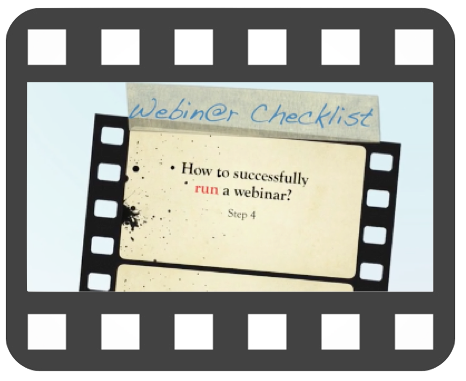 Webin@r Checklist
• How to successfully
run a webinar?
Step 4